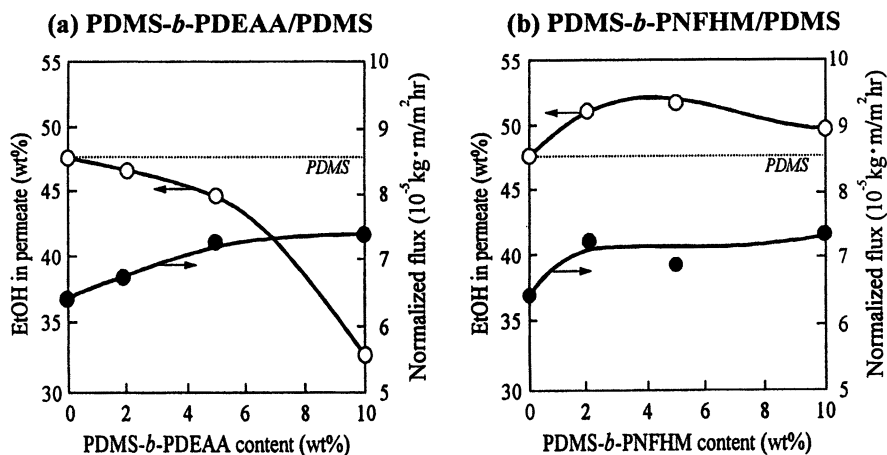 (a) PDMS-b-PDEAA/PDMS
55
50
45
40
35
30
EtOH in permeate (wt%)
PDMS
10
9
8
7
6
5
Normalized flux (10⁻⁵kg·m/m²hr)
0 2 4 6 8 10
PDMS-b-PDEAA content (wt%)
(b) PDMS-b-PNFHM/PDMS
55
50
45
40
35
30
EtOH in permeate (wt%)
PDMS
10
9
8
7
6
5
Normalized flux (10⁻⁵kg·m/m²hr)
0 2 4 6 8 10
PDMS-b-PNFHM content (wt%)